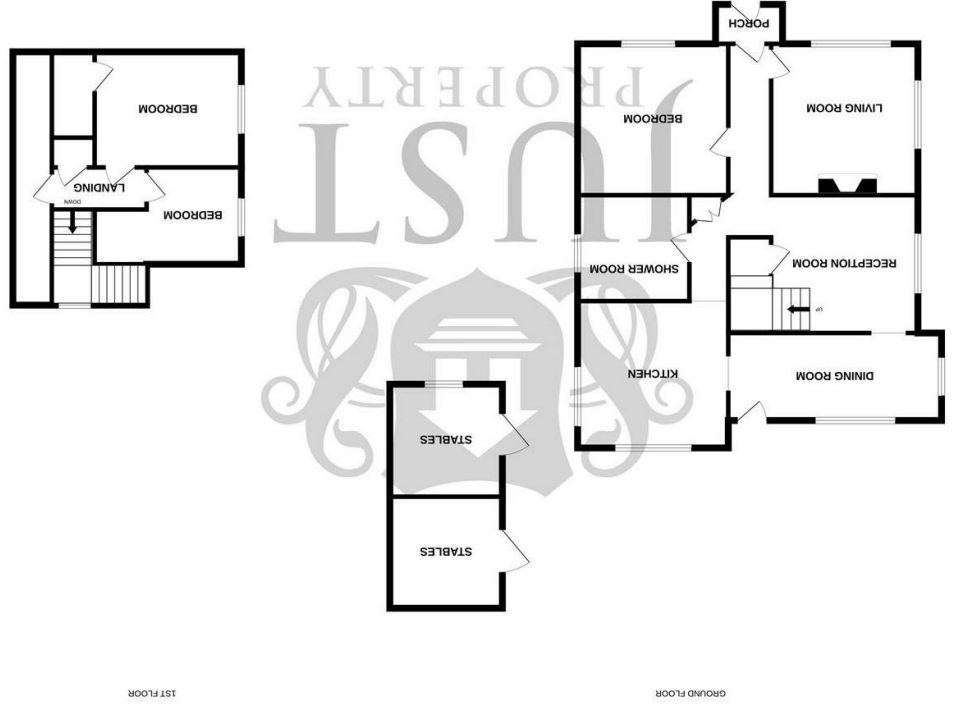 GROUND FLOOR
1ST FLOOR
DINING ROOM
KITCHEN
UP
RECEPTION ROOM
SHOWER ROOM
LIVING ROOM
BEDROOM
PORCH
STABLES
STABLES
BEDROOM
DOWN
LANDING
BEDROOM
JUST
PROPERTY